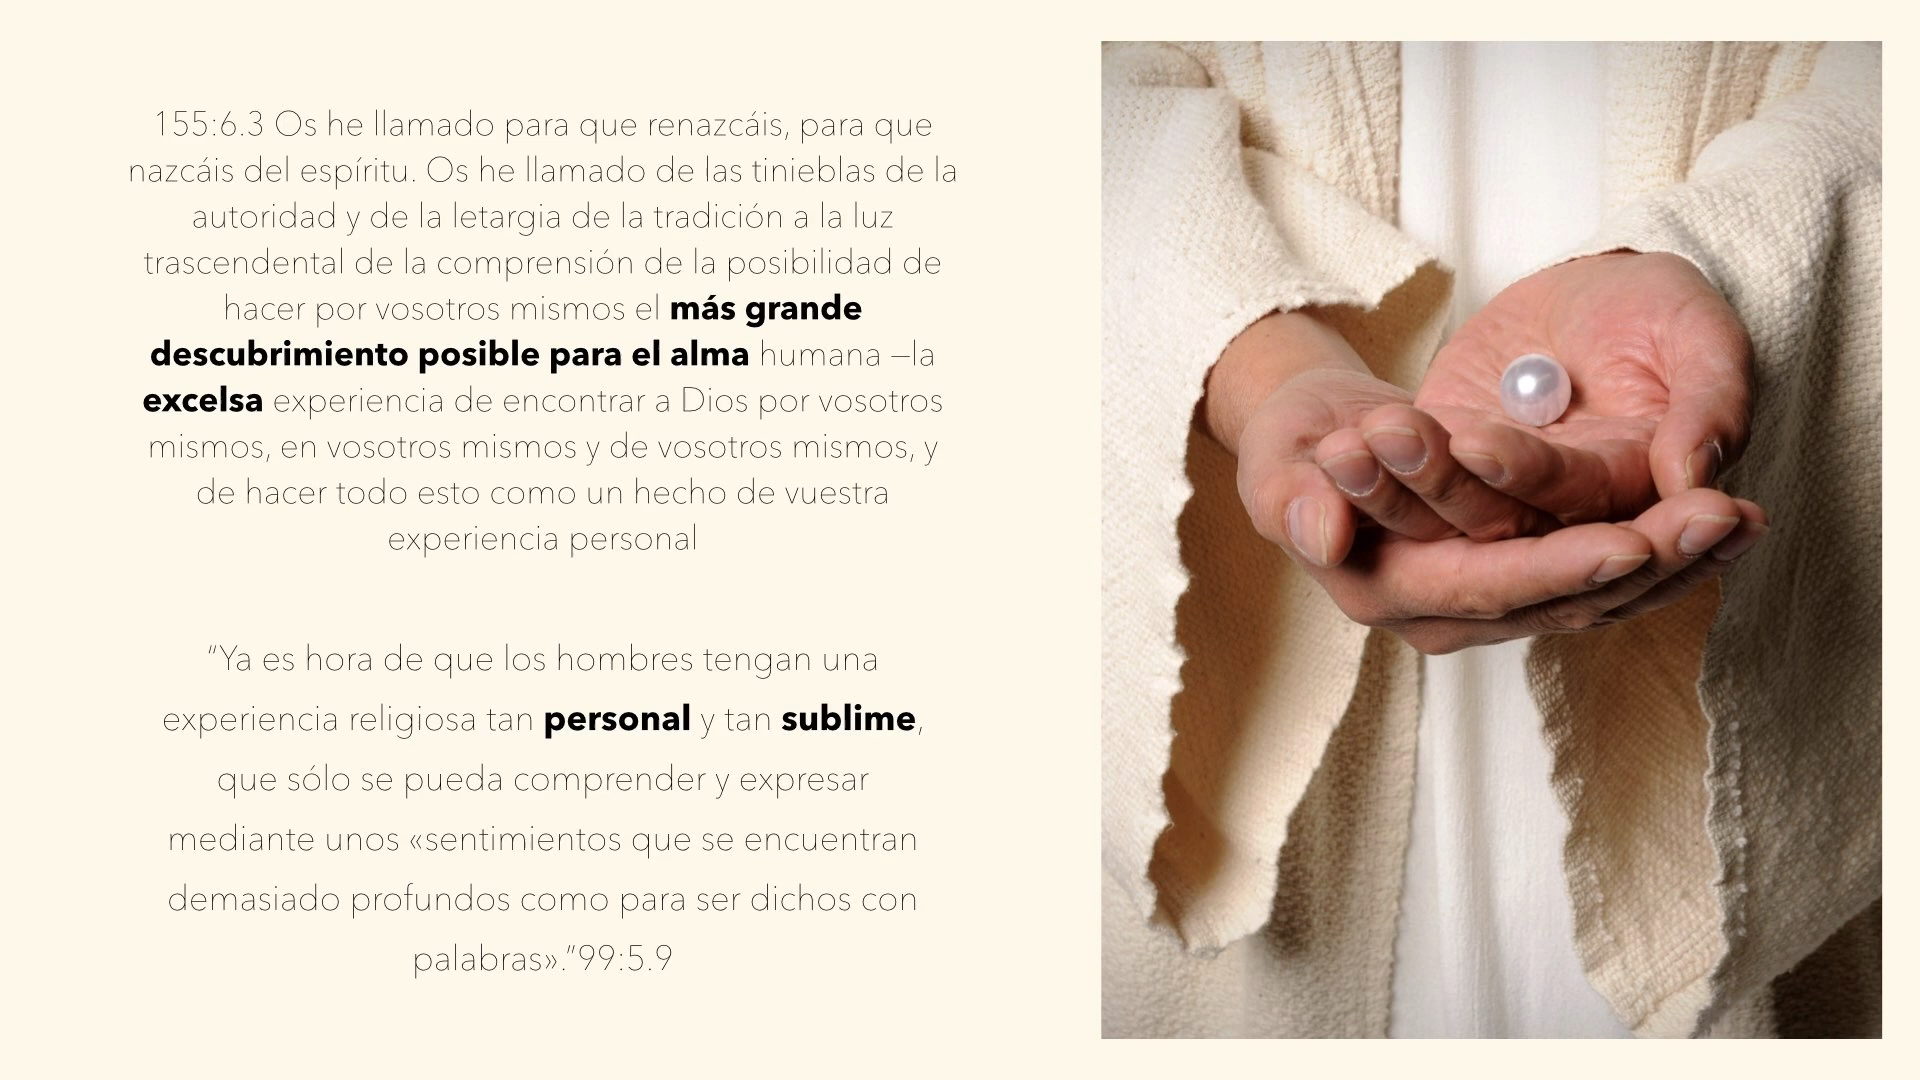 155:6.3 Os he llamado para que renazcáis, para que
nazcáis del espíritu. Os he llamado de las tinieblas de la
autoridad y de la letargia de la tradición a la luz
trascendental de la comprensión de la posibilidad de
hacer por vosotros mismos el más grande
descubrimiento posible para el alma humana —la
excelsa experiencia de encontrar a Dios por vosotros
mismos, en vosotros mismos y de vosotros mismos, y
de hacer todo esto como un hecho de vuestra
experiencia personal
“Ya es hora de que los hombres tengan una
experiencia religiosa tan personal y tan sublime,
que sólo se pueda comprender y expresar
mediante unos «sentimientos que se encuentran
demasiado profundos como para ser dichos con
palabras».”99:5.9